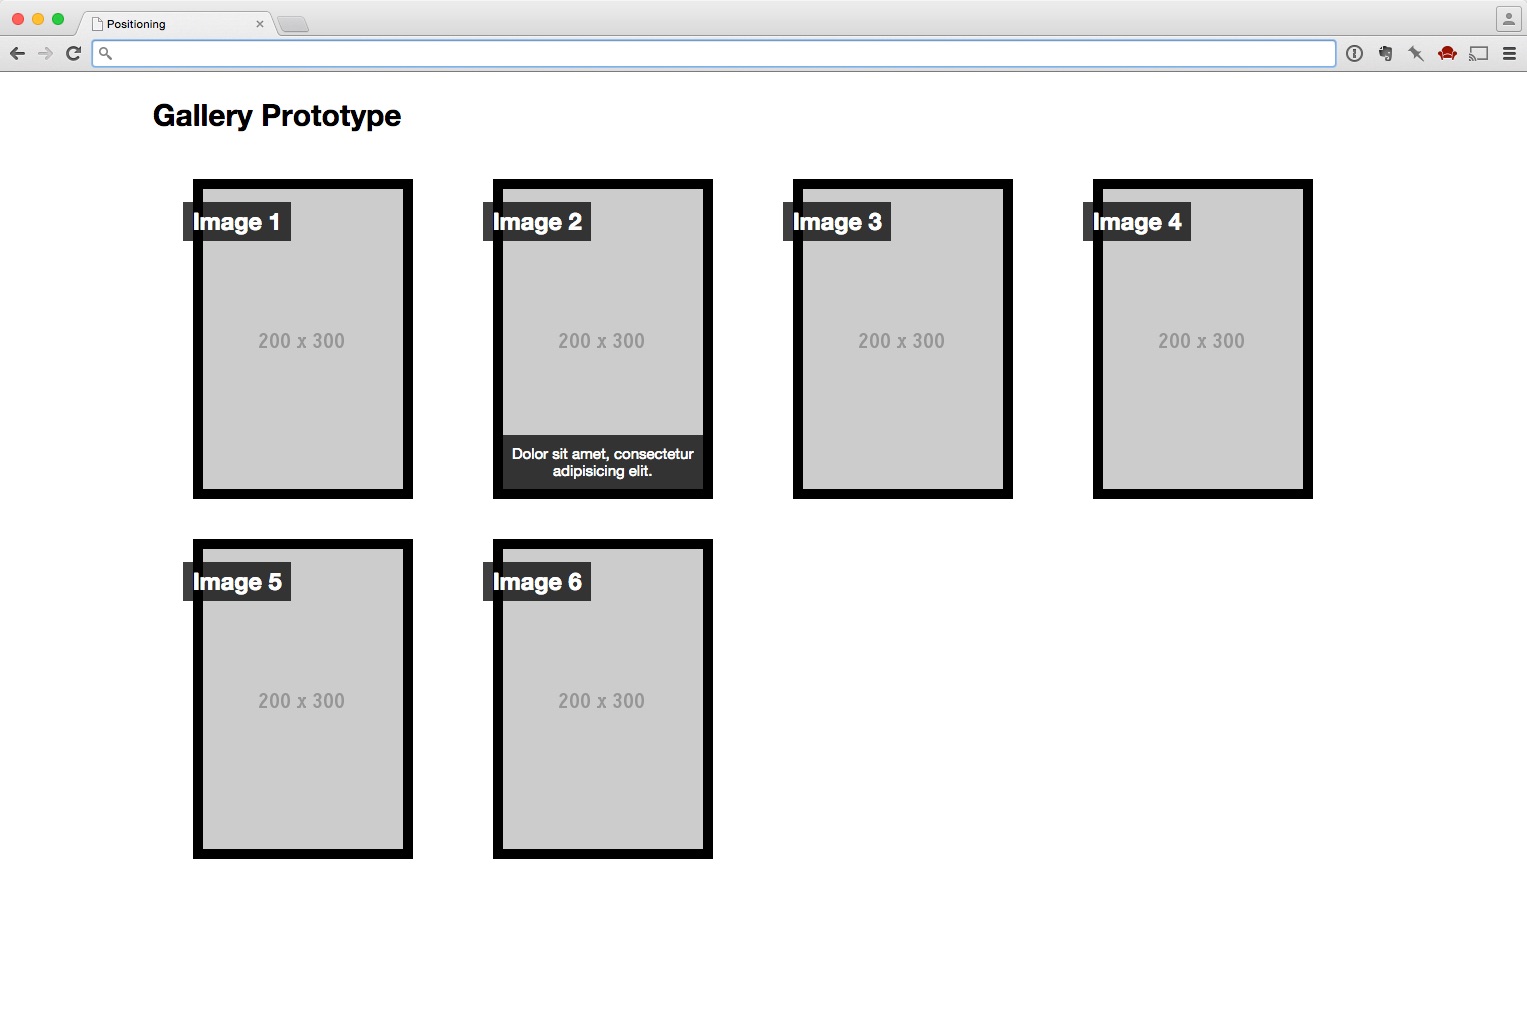 Positioning
Gallery Prototype
Image 1
Image 2
Image 3
Image 4
200 x 300
200 x 300
200 x 300
200 x 300
Dolor sit amet, consectetur
adipisicing elit.
Image 5
Image 6
200 x 300
200 x 300